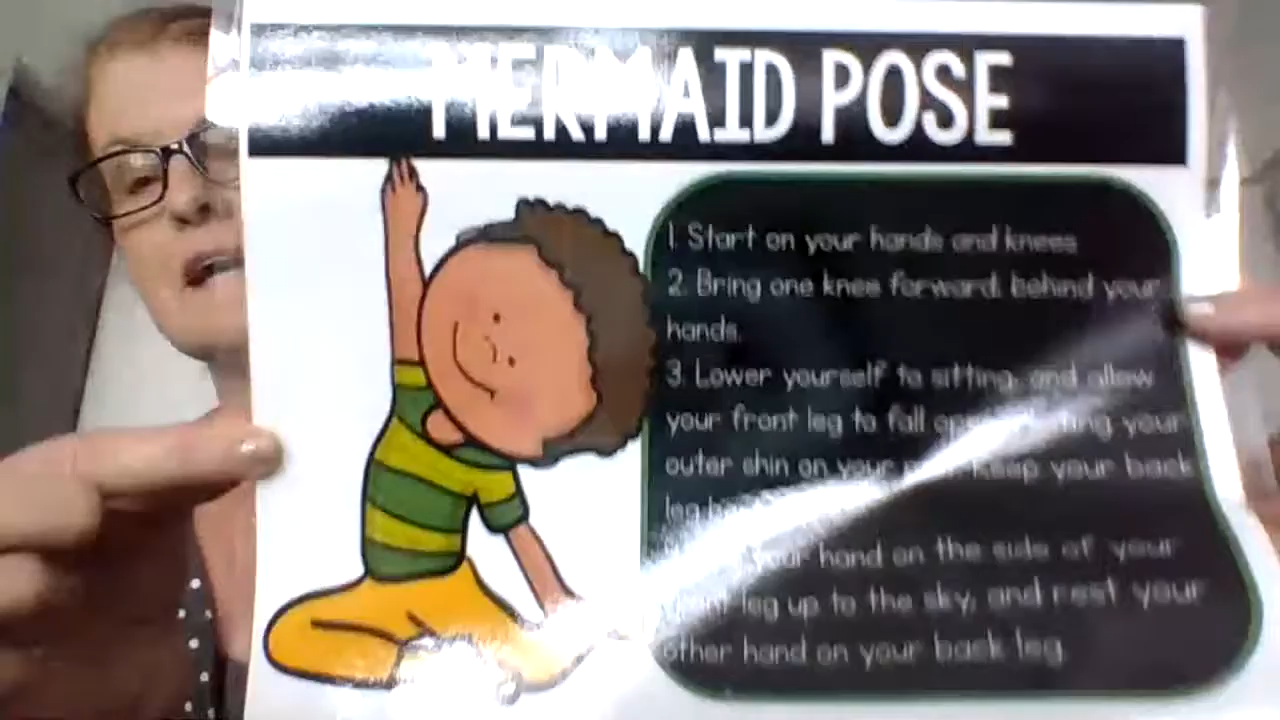 MERMAID POSE
1. Start on your hands and knees
2. Bring one knee forward, behind your
hands.
3. Lower yourself to sitting, and allow
your front leg to fall your
outer shin on your keep your back
leg
your hand on the side of your
leg up to the sky, and rest your
other hand on your back leg.